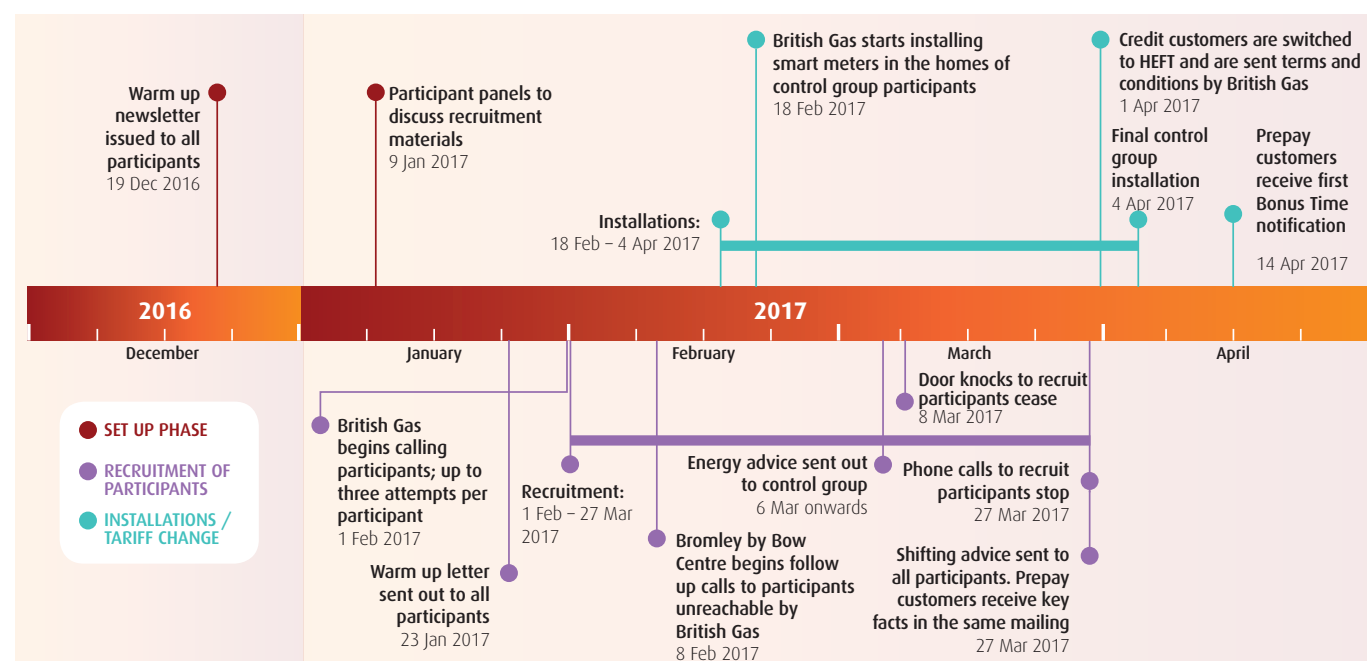 Warm up
newsletter
issued to all
participants
19 Dec 2016
Participant panels to
discuss recruitment
materials
9 Jan 2017
British Gas starts installing
smart meters in the homes of
control group participants
18 Feb 2017
Credit customers are switched
to HEFT and are sent terms and
conditions by British Gas
1 Apr 2017
Installations:
18 Feb – 4 Apr 2017
Final control
group
installation
4 Apr 2017
Prepay
customers
receive first
Bonus Time
notification
14 Apr 2017
2016
2017
December
January
February
March
April
SET UP PHASE
RECRUITMENT OF
PARTICIPANTS
INSTALLATIONS /
TARIFF CHANGE
British Gas
begins calling
participants; up to
three attempts per
participant
1 Feb 2017
Warm up letter
sent out to all
participants
23 Jan 2017
Recruitment:
1 Feb – 27 Mar
2017
Bromley by Bow
Centre begins follow
up calls to participants
unreachable by
British Gas
8 Feb 2017
Energy advice sent out
to control group
6 Mar onwards
Door knocks to recruit
participants cease
8 Mar 2017
Phone calls to recruit
participants stop
27 Mar 2017
Shifting advice sent to
all participants. Prepay
customers receive key
facts in the same mailing
27 Mar 2017